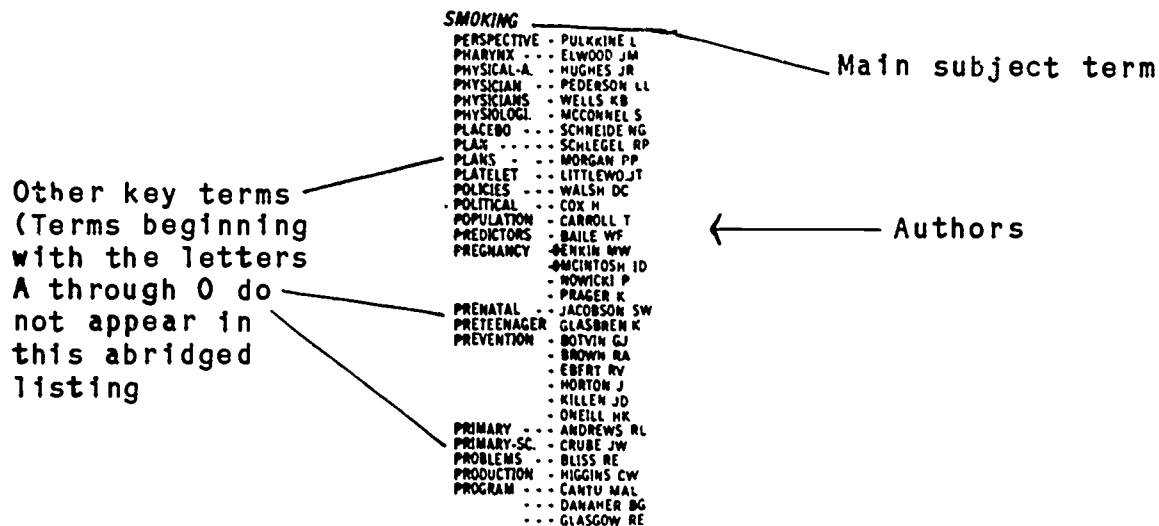 SMOKING
PERSPECTIVE - PULKKINE L
PHARYNX - - - ELWOOD JM
PHYSICAL-A. - HUGHES JR
PHYSICIAN - - PEDERSON LL
PHYSICIANS - WELLS KB
PHYSIOLOGI. - MCCONNEL S
PLACEBO - - - SCHNEIDE NG
PLAX - - - - - SCHLEGEL RP
PLANS - - - MORGAN PP
PLATELET - - LITTLEWOJT
POLICIES - - - WALSH DC
POLITICAL - - COX H
POPULATION - CARROLL T
PREDICTORS - BAILE WF
PREGNANCY ENKIN MW
MCINTOSH ID
- NOWICKI P
- PRAGER K
PRENATAL - - JACOBSON SW
PRETEENAGER GLASBREN K
PREVENTION - BOTVIN GJ
- BROWN RA
- EBERT RV
- HORTON J
- KILLEN JD
- ONEILL HK
PRIMARY - - - ANDREWS RL
PRIMARY-SC. - CRUBE JW
PROBLEMS - - BLISS RE
PRODUCTION - HIGGINS CW
PROGRAM - - - CANTU MAL
- - - DANAHER BG
- - - GLASGOW RE
Main subject term
Other key terms
(Terms beginning
with the letters
A through O do
not appear in
this abridged
listing
Authors